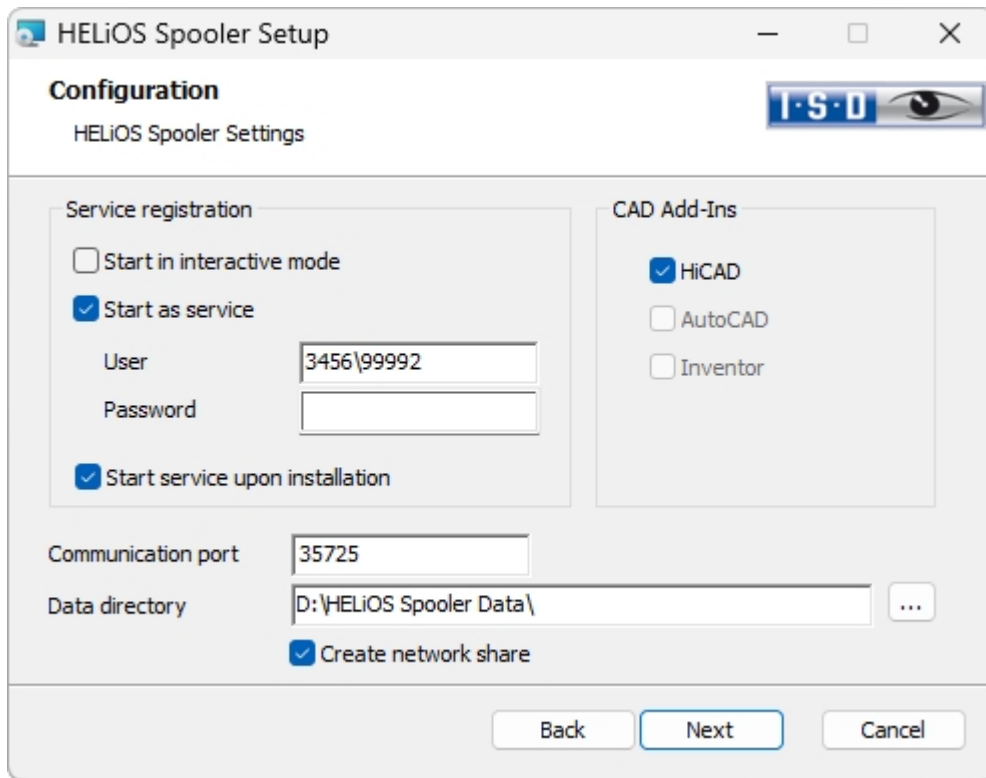 HELiOS Spooler Setup
Configuration
HELiOS Spooler Settings
I·S·D
Service registration
Start in interactive mode
Start as service
User 3456\99992
Password
Start service upon installation
CAD Add-Ins
HiCAD
AutoCAD
Inventor
Communication port 35725
Data directory D:\HELiOS Spooler Data\ ...
Create network share
Back Next Cancel